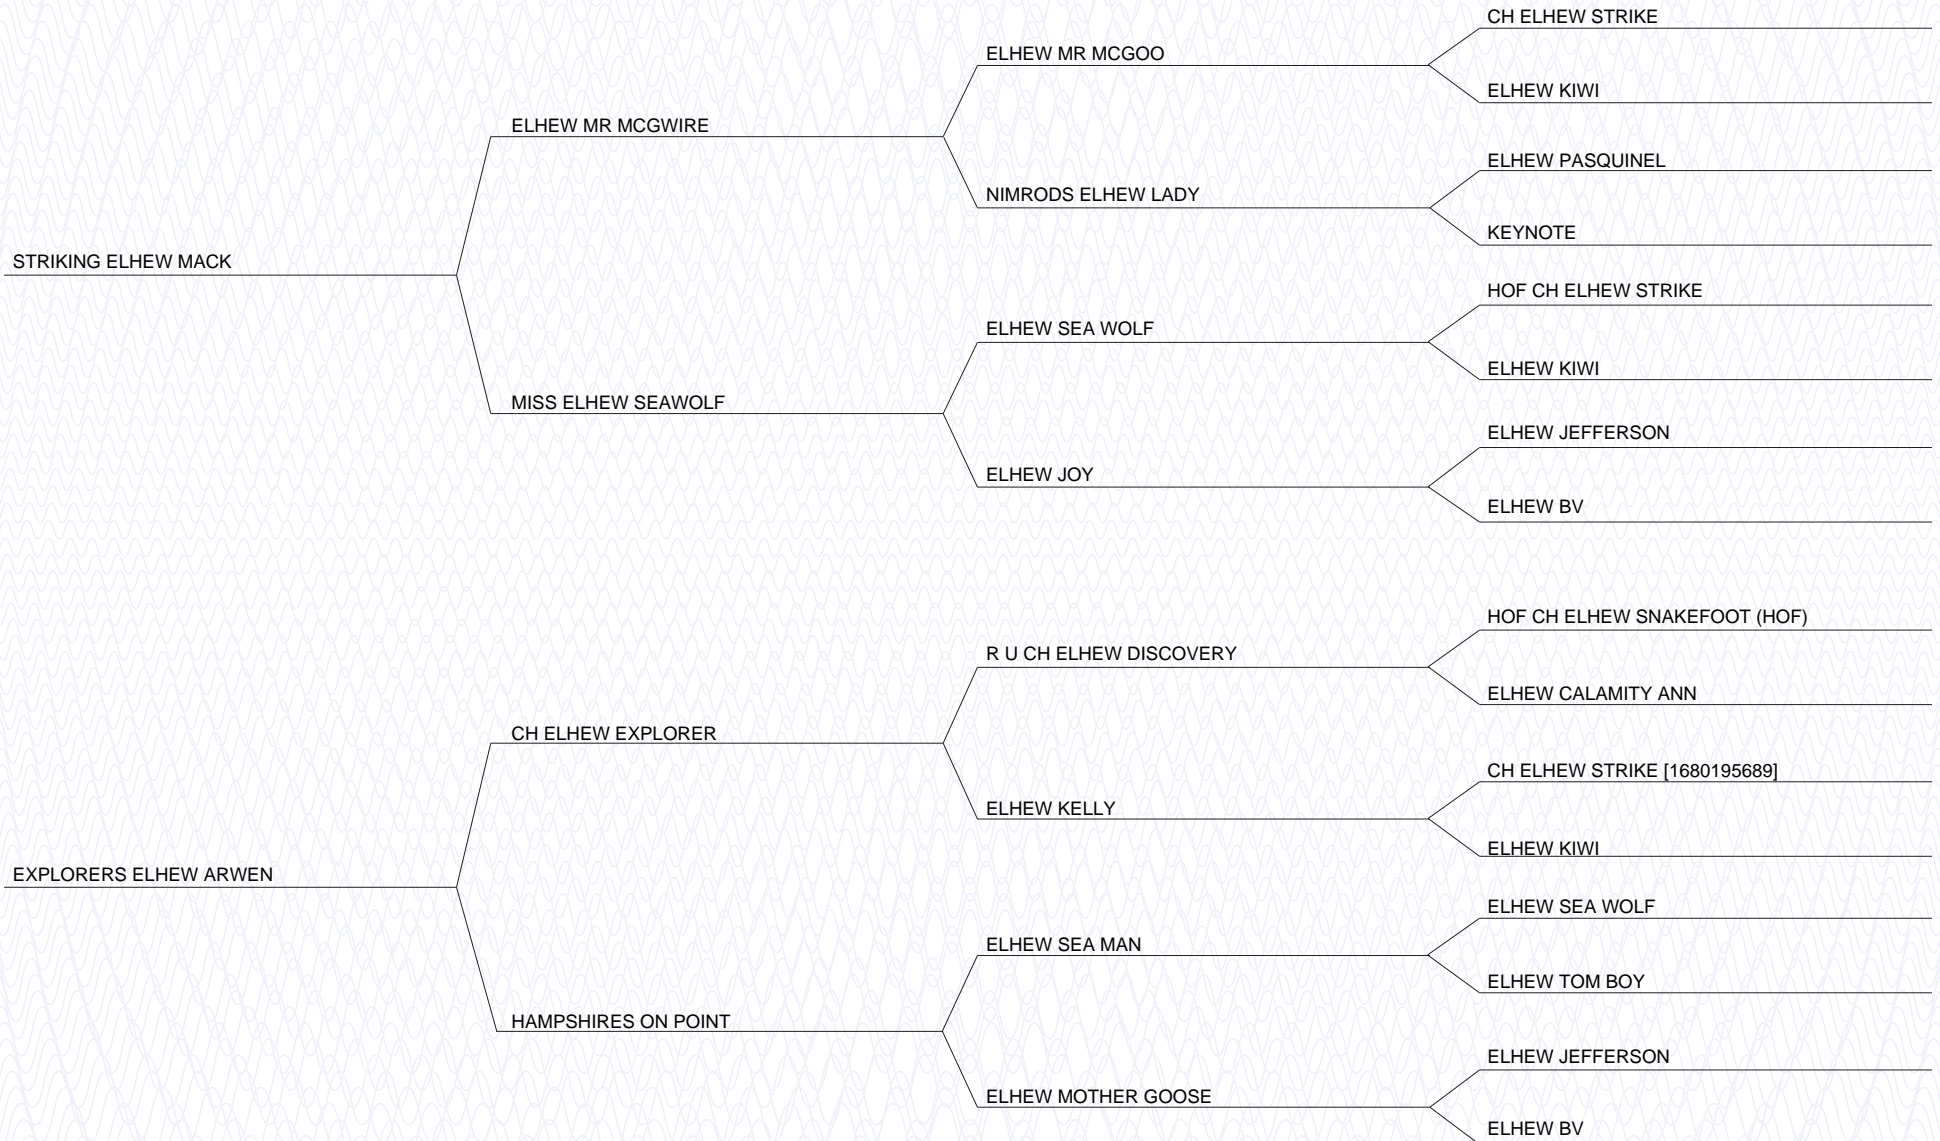 CH ELHEW STRIKE
ELHEW MR MCGOO
ELHEW KIWI
ELHEW MR MCGWIRE
ELHEW PASQUINEL
NIMRODS ELHEW LADY
KEYNOTE
STRIKING ELHEW MACK
HOF CH ELHEW STRIKE
ELHEW SEA WOLF
ELHEW KIWI
MISS ELHEW SEAWOLF
ELHEW JEFFERSON
ELHEW JOY
ELHEW BV
HOF CH ELHEW SNAKEFOOT (HOF)
R U CH ELHEW DISCOVERY
ELHEW CALAMITY ANN
CH ELHEW EXPLORER
CH ELHEW STRIKE [1680195689]
ELHEW KELLY
ELHEW KIWI
EXPLORERS ELHEW ARWEN
ELHEW SEA WOLF
ELHEW SEA MAN
ELHEW TOM BOY
HAMPSHIRES ON POINT
ELHEW JEFFERSON
ELHEW MOTHER GOOSE
ELHEW BV